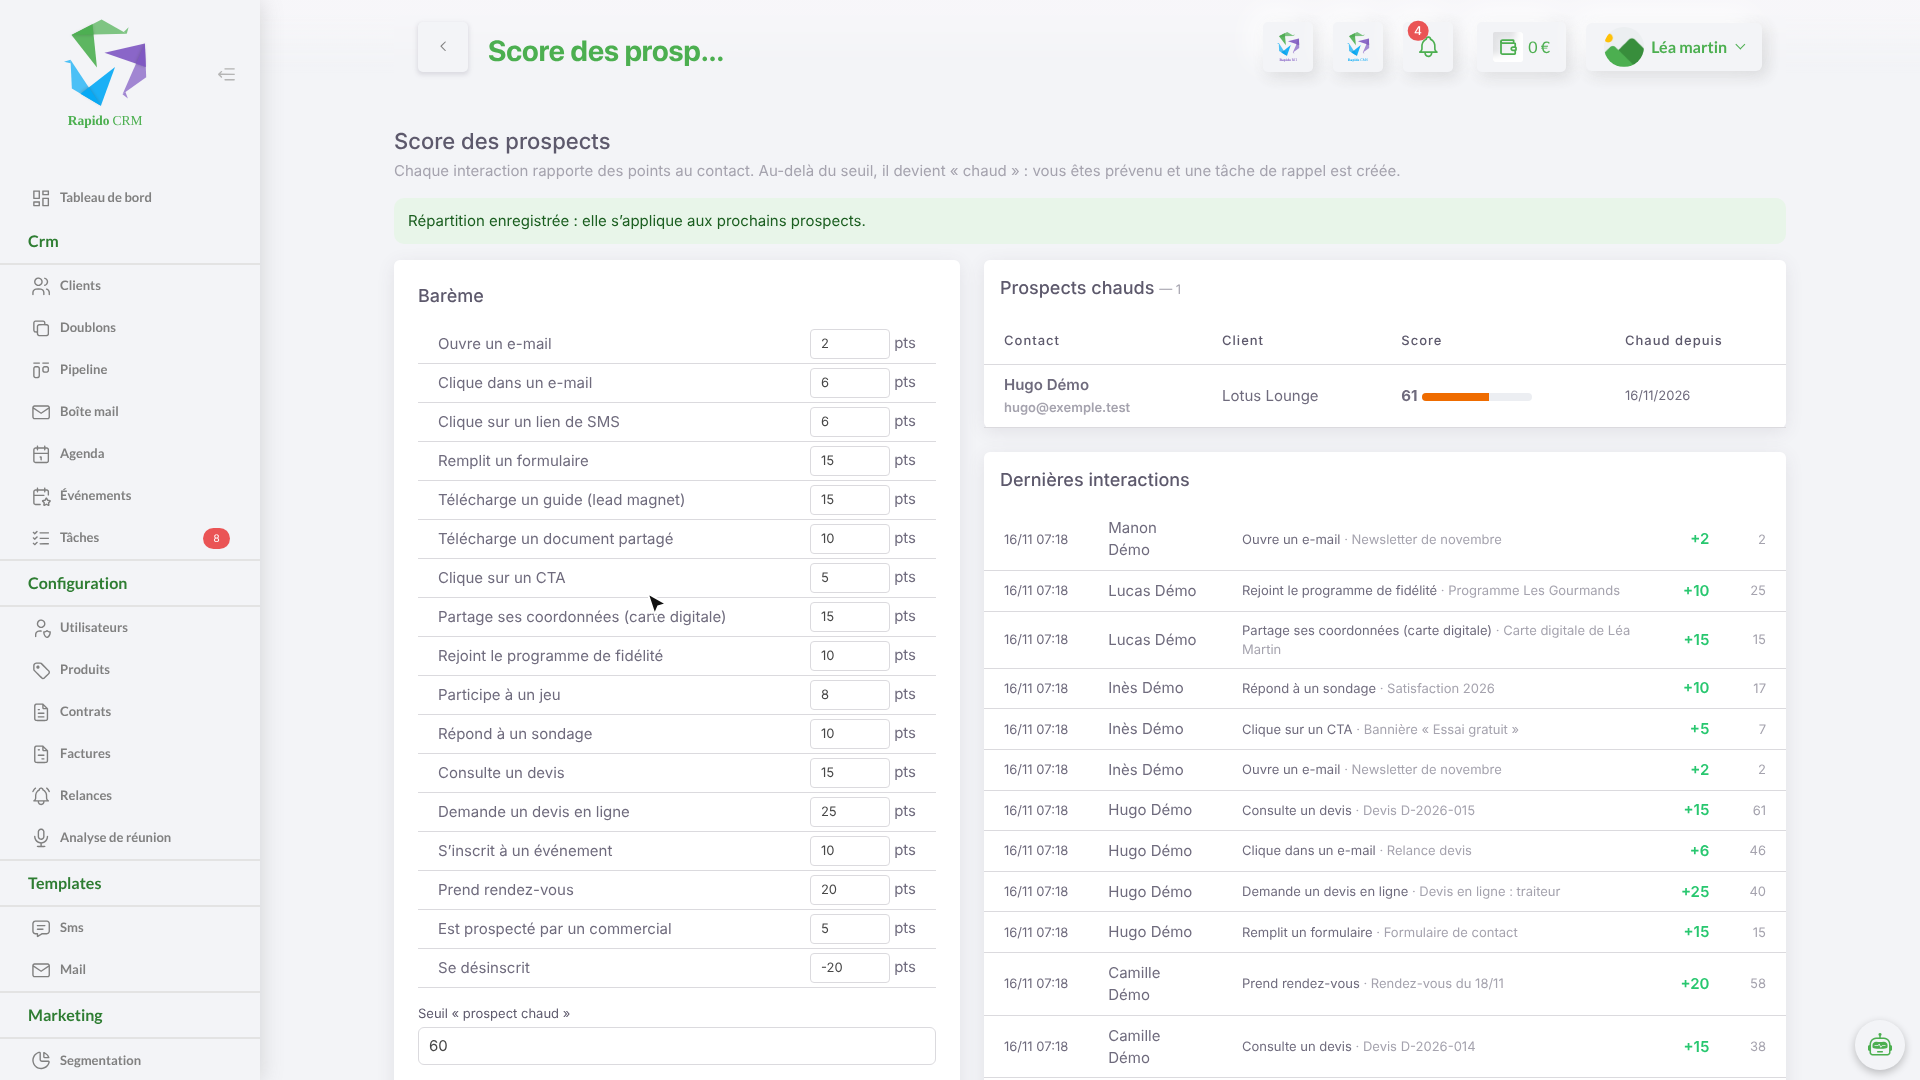 Rapido CRM
Tableau de bord
Crm
Clients
Doublons
Pipeline
Boîte mail
Agenda
Événements
Tâches 8
Configuration
Utilisateurs
Produits
Contrats
Factures
Relances
Analyse de réunion
Templates
Sms
Mail
Marketing
Segmentation
Score des prosp...
4
0 €
Léa martin
Score des prospects
Chaque interaction rapporte des points au contact. Au-delà du seuil, il devient « chaud » : vous êtes prévenu et une tâche de rappel est créée.
Répartition enregistrée : elle s’applique aux prochains prospects.
Barème
Ouvre un e-mail 2 pts
Clique dans un e-mail 6 pts
Clique sur un lien de SMS 6 pts
Remplit un formulaire 15 pts
Télécharge un guide (lead magnet) 15 pts
Télécharge un document partagé 10 pts
Clique sur un CTA 5 pts
Partage ses coordonnées (carte digitale) 15 pts
Rejoint le programme de fidélité 10 pts
Participe à un jeu 8 pts
Répond à un sondage 10 pts
Consulte un devis 15 pts
Demande un devis en ligne 25 pts
S’inscrit à un événement 10 pts
Prend rendez-vous 20 pts
Est prospecté par un commercial 5 pts
Se désinscrit -20 pts
Seuil « prospect chaud »
60
Prospects chauds — 1
Contact Client Score Chaud depuis
Hugo Démo
hugo@exemple.test
Lotus Lounge 61 16/11/2026
Dernières interactions
16/11 07:18 Manon Démo Ouvre un e-mail · Newsletter de novembre +2 2
16/11 07:18 Lucas Démo Rejoint le programme de fidélité · Programme Les Gourmands +10 25
16/11 07:18 Lucas Démo Partage ses coordonnées (carte digitale) · Carte digitale de Léa Martin +15 15
16/11 07:18 Inès Démo Répond à un sondage · Satisfaction 2026 +10 17
16/11 07:18 Inès Démo Clique sur un CTA · Bannière « Essai gratuit » +5 7
16/11 07:18 Inès Démo Ouvre un e-mail · Newsletter de novembre +2 2
16/11 07:18 Hugo Démo Consulte un devis · Devis D-2026-015 +15 61
16/11 07:18 Hugo Démo Clique dans un e-mail · Relance devis +6 46
16/11 07:18 Hugo Démo Demande un devis en ligne · Devis en ligne : traiteur +25 40
16/11 07:18 Hugo Démo Remplit un formulaire · Formulaire de contact +15 15
16/11 07:18 Camille Démo Prend rendez-vous · Rendez-vous du 18/11 +20 58
16/11 07:18 Camille Démo Consulte un devis · Devis D-2026-014 +15 38